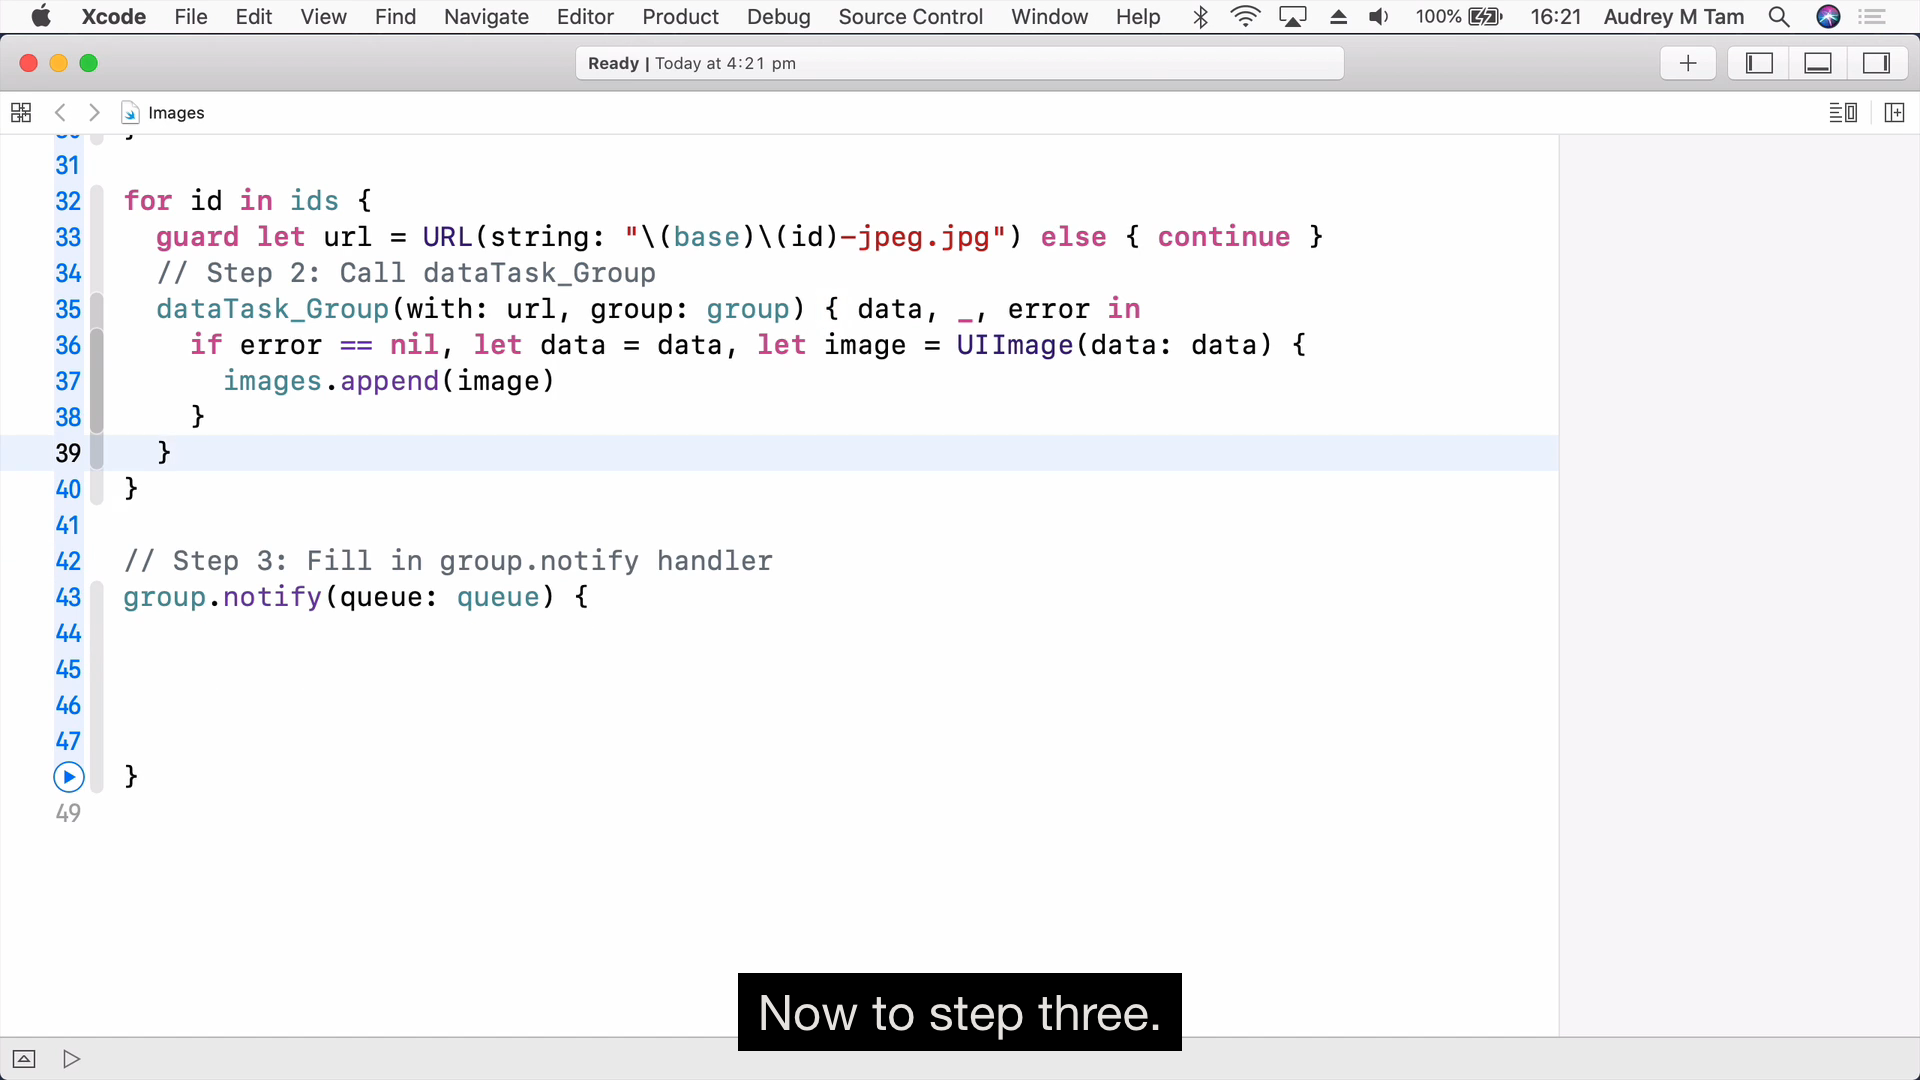 Xcode File Edit View Find Navigate Editor Product Debug Source Control Window Help 100% 16:21 Audrey M Tam
Ready | Today at 4:21 pm
Images
30 }
31
32 for id in ids {
33 guard let url = URL(string: "\(base)\(id)-jpeg.jpg") else { continue }
34 // Step 2: Call dataTask_Group
35 dataTask_Group(with: url, group: group) { data, _, error in
36 if error == nil, let data = data, let image = UIImage(data: data) {
37 images.append(image)
38 }
39 }
40 }
41
42 // Step 3: Fill in group.notify handler
43 group.notify(queue: queue) {
44
45
46
47
}
49
Now to step three.